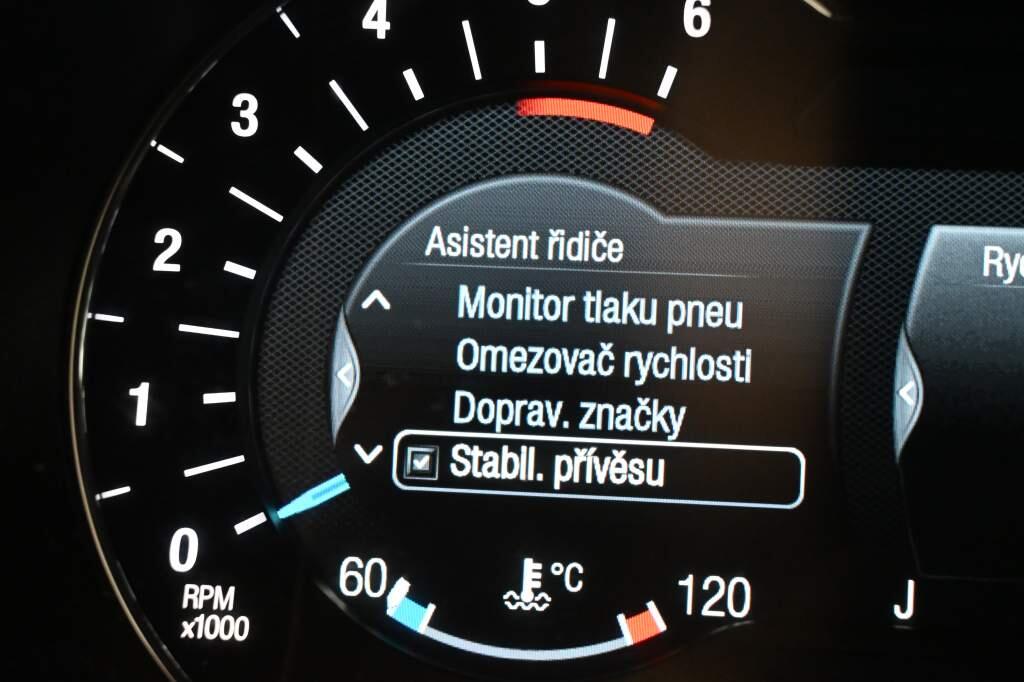 4
5
6
3
2
1
0
RPM
x1000
Asistent řidiče
Monitor tlaku pneu
Omezovač rychlosti
Doprav. značky
Stabil. přívěsu
60
°C
120
J